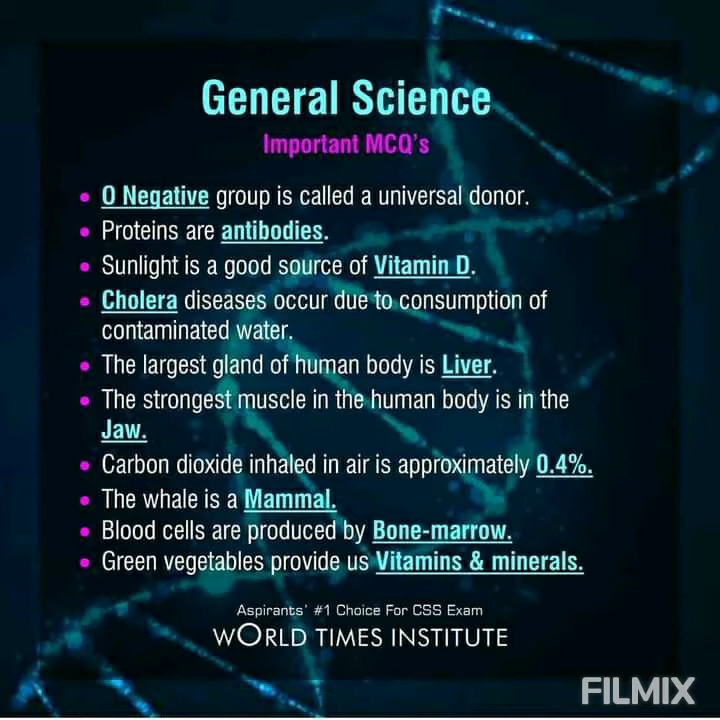 General Science
Important MCQ's
• O Negative group is called a universal donor.
• Proteins are antibodies.
• Sunlight is a good source of Vitamin D.
• Cholera diseases occur due to consumption of
contaminated water.
• The largest gland of human body is Liver.
• The strongest muscle in the human body is in the
Jaw.
• Carbon dioxide inhaled in air is approximately 0.4%.
• The whale is a Mammal.
• Blood cells are produced by Bone-marrow.
• Green vegetables provide us Vitamins & minerals.
Aspirants' #1 Choice For CSS Exam
WORLD TIMES INSTITUTE
FILMIX